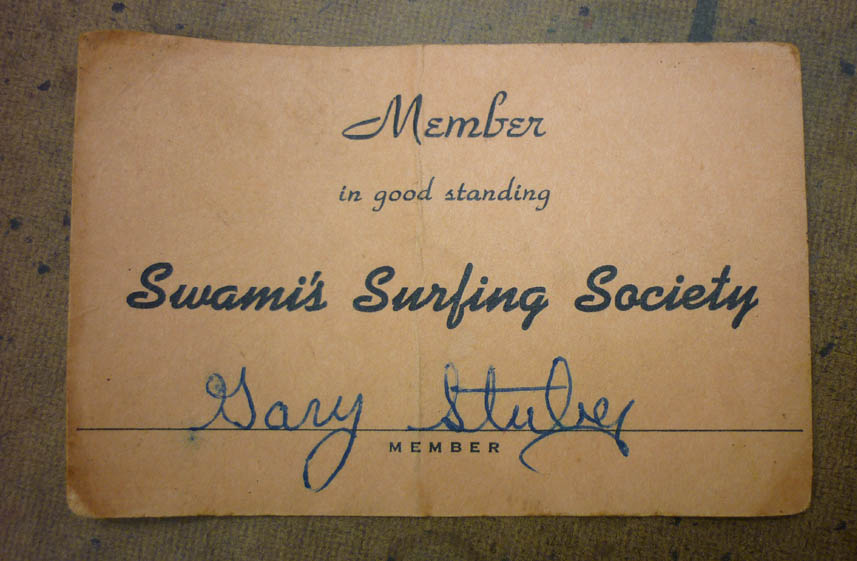 Member
in good standing
Swami's Surfing Society
Gary Stuber
MEMBER